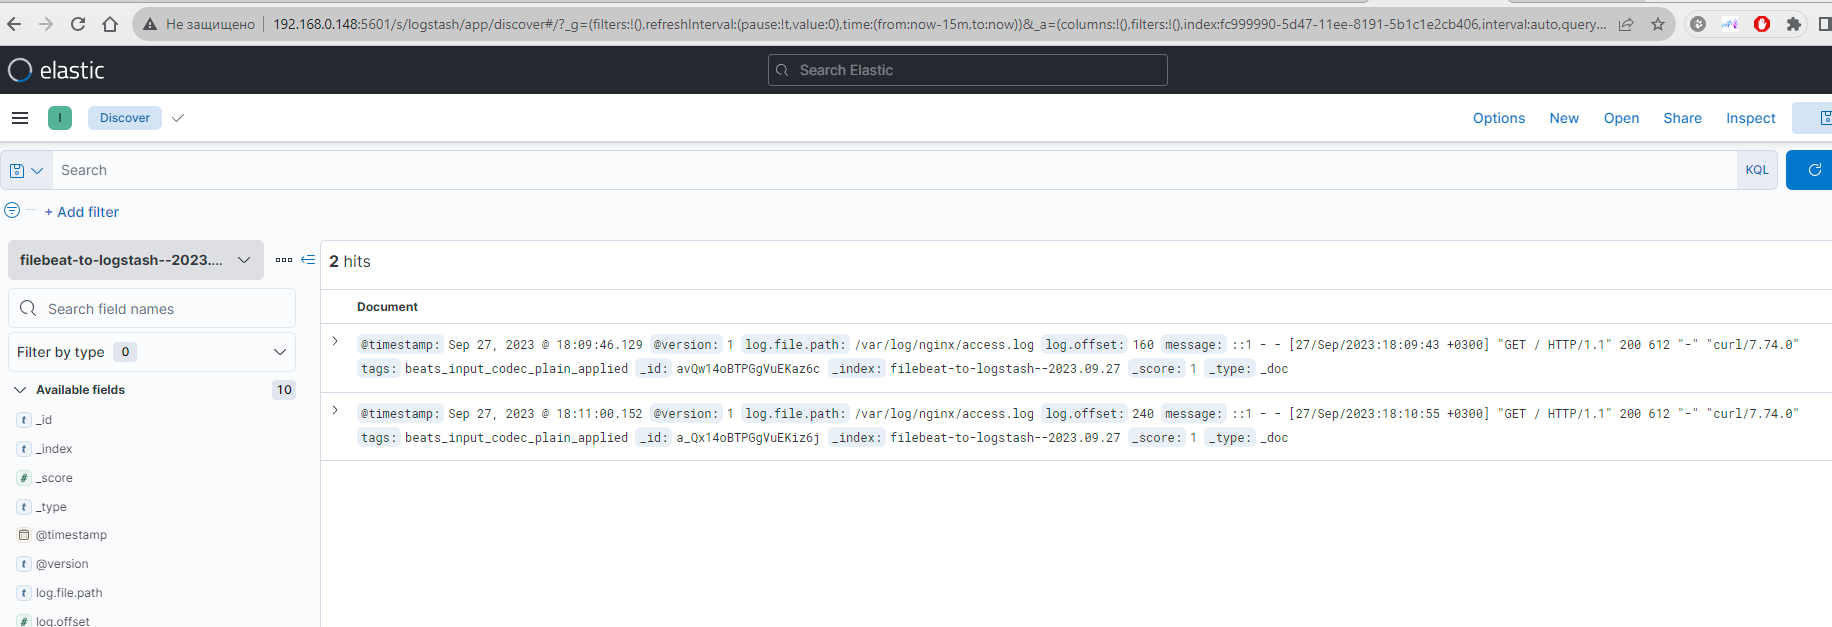 Не защищено 192.168.0.148:5601/s/logstash/app/discover#/?_g=(filters:!(),refreshInterval:(pause:!t,value:0),time:(from:now-15m,to:now))&_a=(columns:!(),filters:!(),index:fc999990-5d47-11ee-8191-5b1c1e2cb406,interval:auto,query...
elastic Search Elastic
I Discover Options New Open Share Inspect
Search KQL
+ Add filter
filebeat-to-logstash--2023.... 2 hits
Search field names Document
Filter by type 0
@timestamp: Sep 27, 2023 @ 18:09:46.129 @version: 1 log.file.path: /var/log/nginx/access.log log.offset: 160 message: ::1 - - [27/Sep/2023:18:09:43 +0300] "GET / HTTP/1.1" 200 612 "-" "curl/7.74.0"
tags: beats_input_codec_plain_applied _id: avQw14oBTPGgVuEKaz6c _index: filebeat-to-logstash--2023.09.27 _score: 1 _type: _doc
@timestamp: Sep 27, 2023 @ 18:11:00.152 @version: 1 log.file.path: /var/log/nginx/access.log log.offset: 240 message: ::1 - - [27/Sep/2023:18:10:55 +0300] "GET / HTTP/1.1" 200 612 "-" "curl/7.74.0"
tags: beats_input_codec_plain_applied _id: a_Qx14oBTPGgVuEKiz6j _index: filebeat-to-logstash--2023.09.27 _score: 1 _type: _doc
Available fields 10
t _id
t _index
# _score
t _type
@timestamp
t @version
t log.file.path
# log.offset